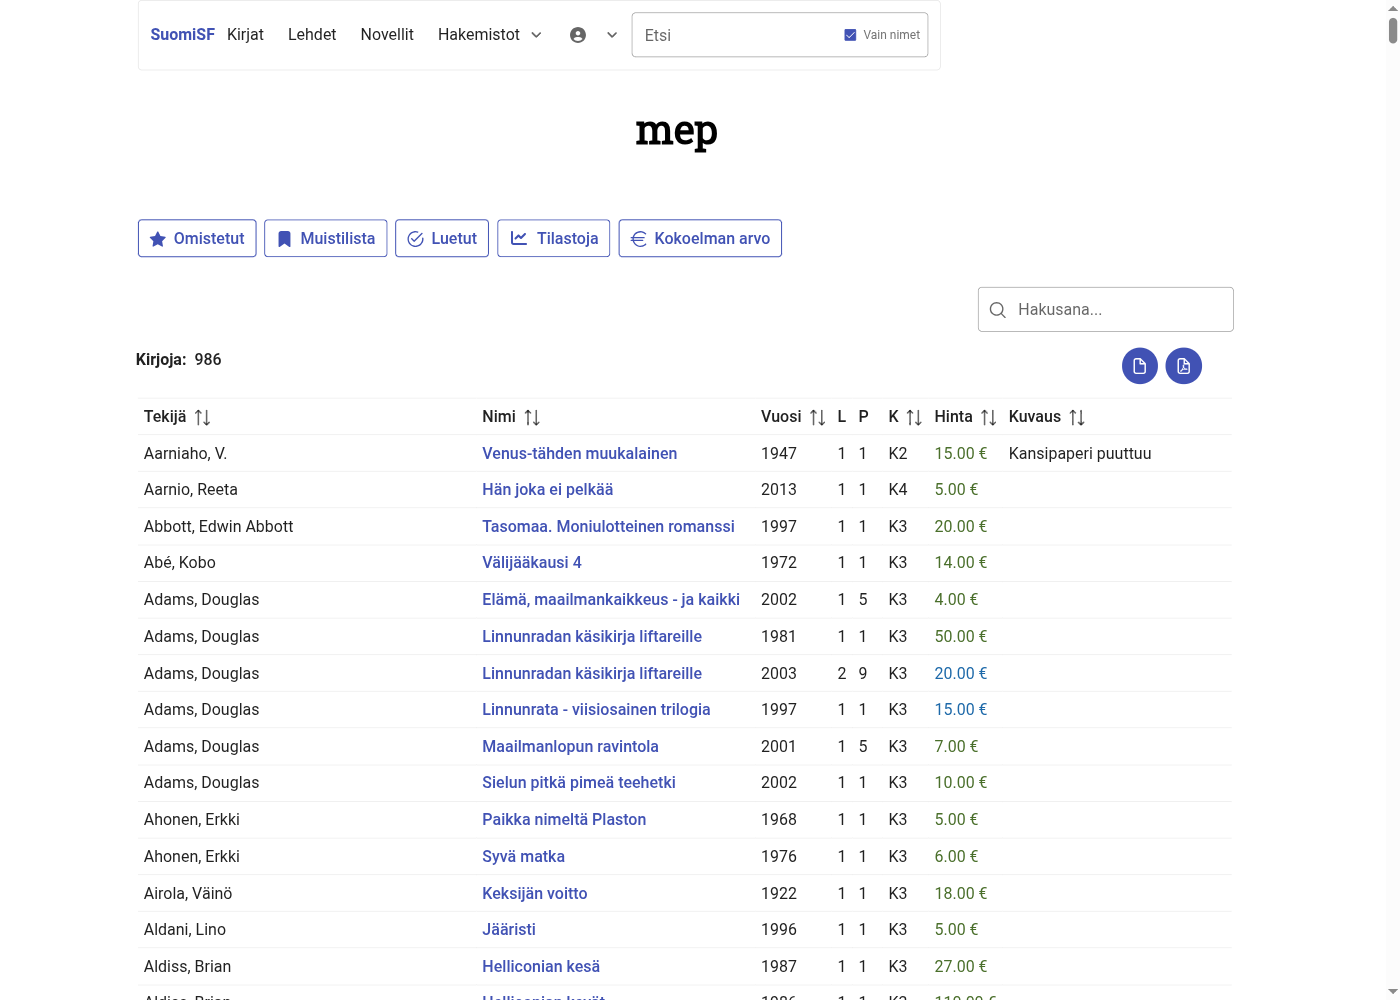 SuomiSF Kirjat Lehdet Novellit Hakemistot Etsi Vain nimet
mep
Omistetut Muistilista Luetut Tilastoja Kokoelman arvo
Hakusana...
Kirjoja: 986
Tekijä Nimi Vuosi L P K Hinta Kuvaus
Aarniaho, V. Venus-tähden muukalainen 1947 1 1 K2 15.00 € Kansipaperi puuttuu
Aarnio, Reeta Hän joka ei pelkää 2013 1 1 K4 5.00 €
Abbott, Edwin Abbott Tasomaa. Moniulotteinen romanssi 1997 1 1 K3 20.00 €
Abé, Kobo Välijääkausi 4 1972 1 1 K3 14.00 €
Adams, Douglas Elämä, maailmankaikkeus - ja kaikki 2002 1 5 K3 4.00 €
Adams, Douglas Linnunradan käsikirja liftareille 1981 1 1 K3 50.00 €
Adams, Douglas Linnunradan käsikirja liftareille 2003 2 9 K3 20.00 €
Adams, Douglas Linnunrata - viisiosainen trilogia 1997 1 1 K3 15.00 €
Adams, Douglas Maailmanlopun ravintola 2001 1 5 K3 7.00 €
Adams, Douglas Sielun pitkä pimeä teehetki 2002 1 1 K3 10.00 €
Ahonen, Erkki Paikka nimeltä Plaston 1968 1 1 K3 5.00 €
Ahonen, Erkki Syvä matka 1976 1 1 K3 6.00 €
Airola, Väinö Keksijän voitto 1922 1 1 K3 18.00 €
Aldani, Lino Jääristi 1996 1 1 K3 5.00 €
Aldiss, Brian Helliconian kesä 1987 1 1 K3 27.00 €